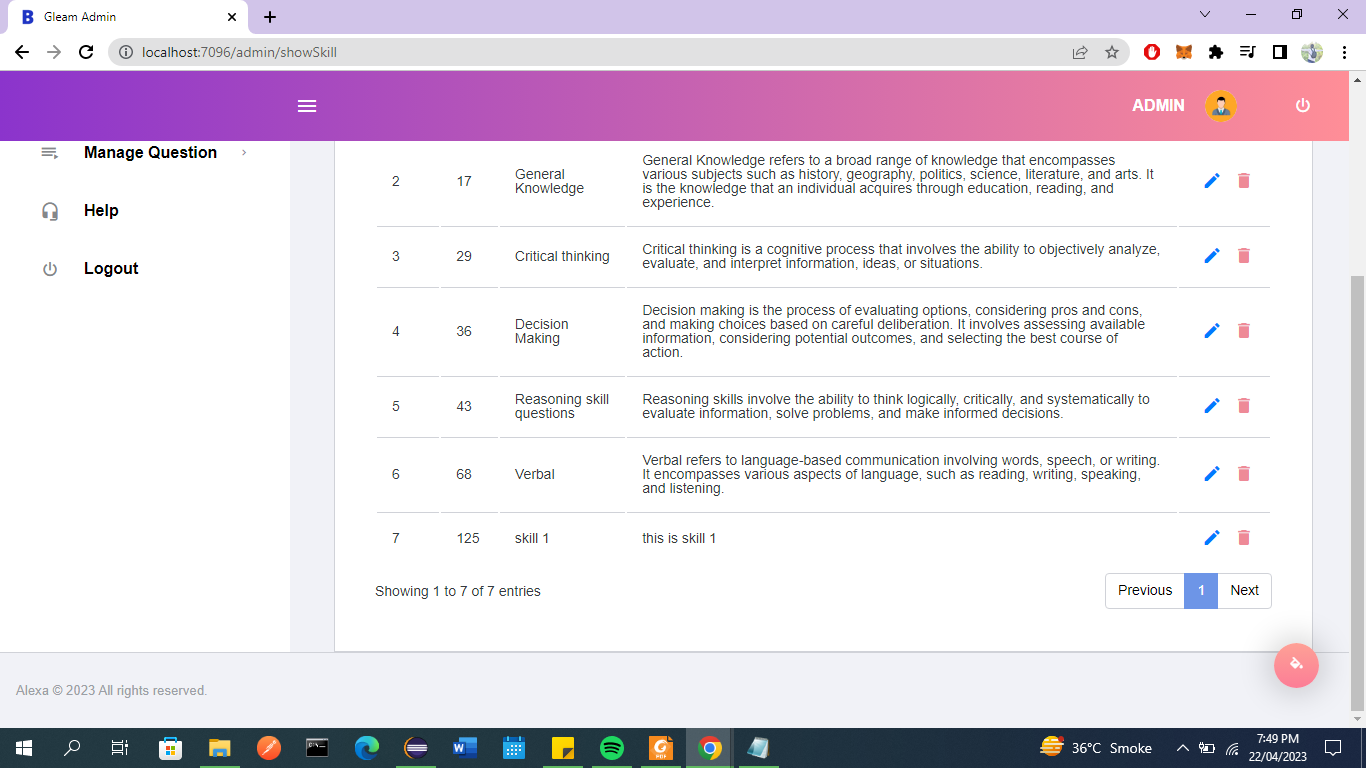 Gleam Admin
localhost:7096/admin/showSkill
ADMIN
Manage Question
Help
Logout
2 17 General Knowledge General Knowledge refers to a broad range of knowledge that encompasses
various subjects such as history, geography, politics, science, literature, and arts. It
is the knowledge that an individual acquires through education, reading, and
experience.
3 29 Critical thinking Critical thinking is a cognitive process that involves the ability to objectively analyze,
evaluate, and interpret information, ideas, or situations.
4 36 Decision Making Decision making is the process of evaluating options, considering pros and cons,
and making choices based on careful deliberation. It involves assessing available
information, considering potential outcomes, and selecting the best course of
action.
5 43 Reasoning skill questions Reasoning skills involve the ability to think logically, critically, and systematically to
evaluate information, solve problems, and make informed decisions.
6 68 Verbal Verbal refers to language-based communication involving words, speech, or writing.
It encompasses various aspects of language, such as reading, writing, speaking,
and listening.
7 125 skill 1 this is skill 1
Showing 1 to 7 of 7 entries
Previous 1 Next
Alexa © 2023 All rights reserved.
36°C Smoke
7:49 PM
22/04/2023